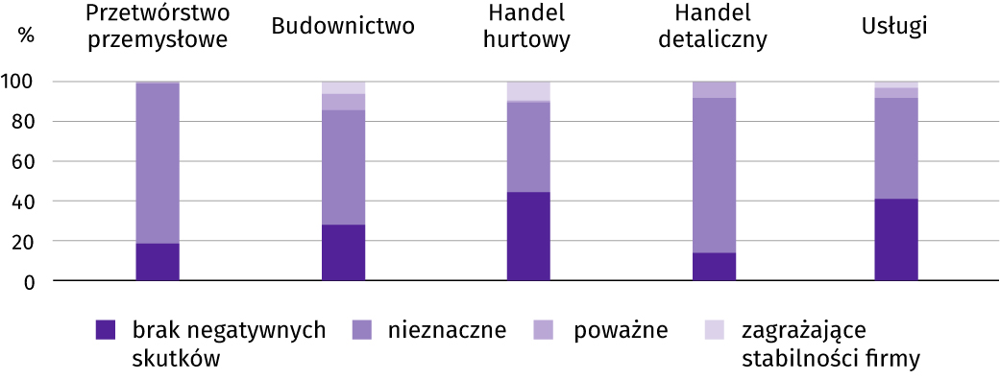 %
Przetwórstwo
przemysłowe
Budownictwo
Handel
hurtowy
Handel
detaliczny
Usługi
100
80
60
40
20
0
brak negatywnych
skutków
nieznaczne
poważne
zagrażające
stabilności firmy